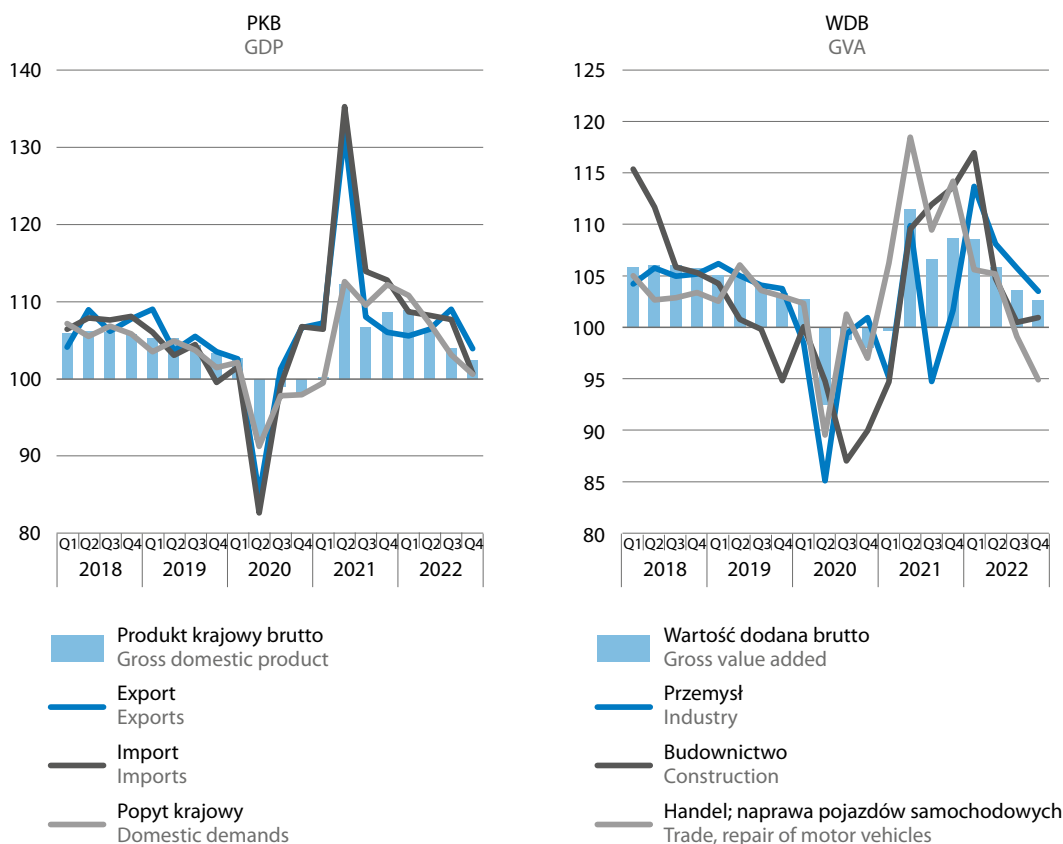 PKB
GDP
140
130
120
110
100
90
80
Q1 Q2 Q3 Q4 Q1 Q2 Q3 Q4 Q1 Q2 Q3 Q4 Q1 Q2 Q3 Q4 Q1 Q2 Q3 Q4
2018 2019 2020 2021 2022
Produkt krajowy brutto
Gross domestic product
Export
Exports
Import
Imports
Popyt krajowy
Domestic demands
WDB
GVA
125
120
115
110
105
100
95
90
85
80
Q1 Q2 Q3 Q4 Q1 Q2 Q3 Q4 Q1 Q2 Q3 Q4 Q1 Q2 Q3 Q4 Q1 Q2 Q3 Q4
2018 2019 2020 2021 2022
Wartość dodana brutto
Gross value added
Przemysł
Industry
Budownictwo
Construction
Handel; naprawa pojazdów samochodowych
Trade, repair of motor vehicles